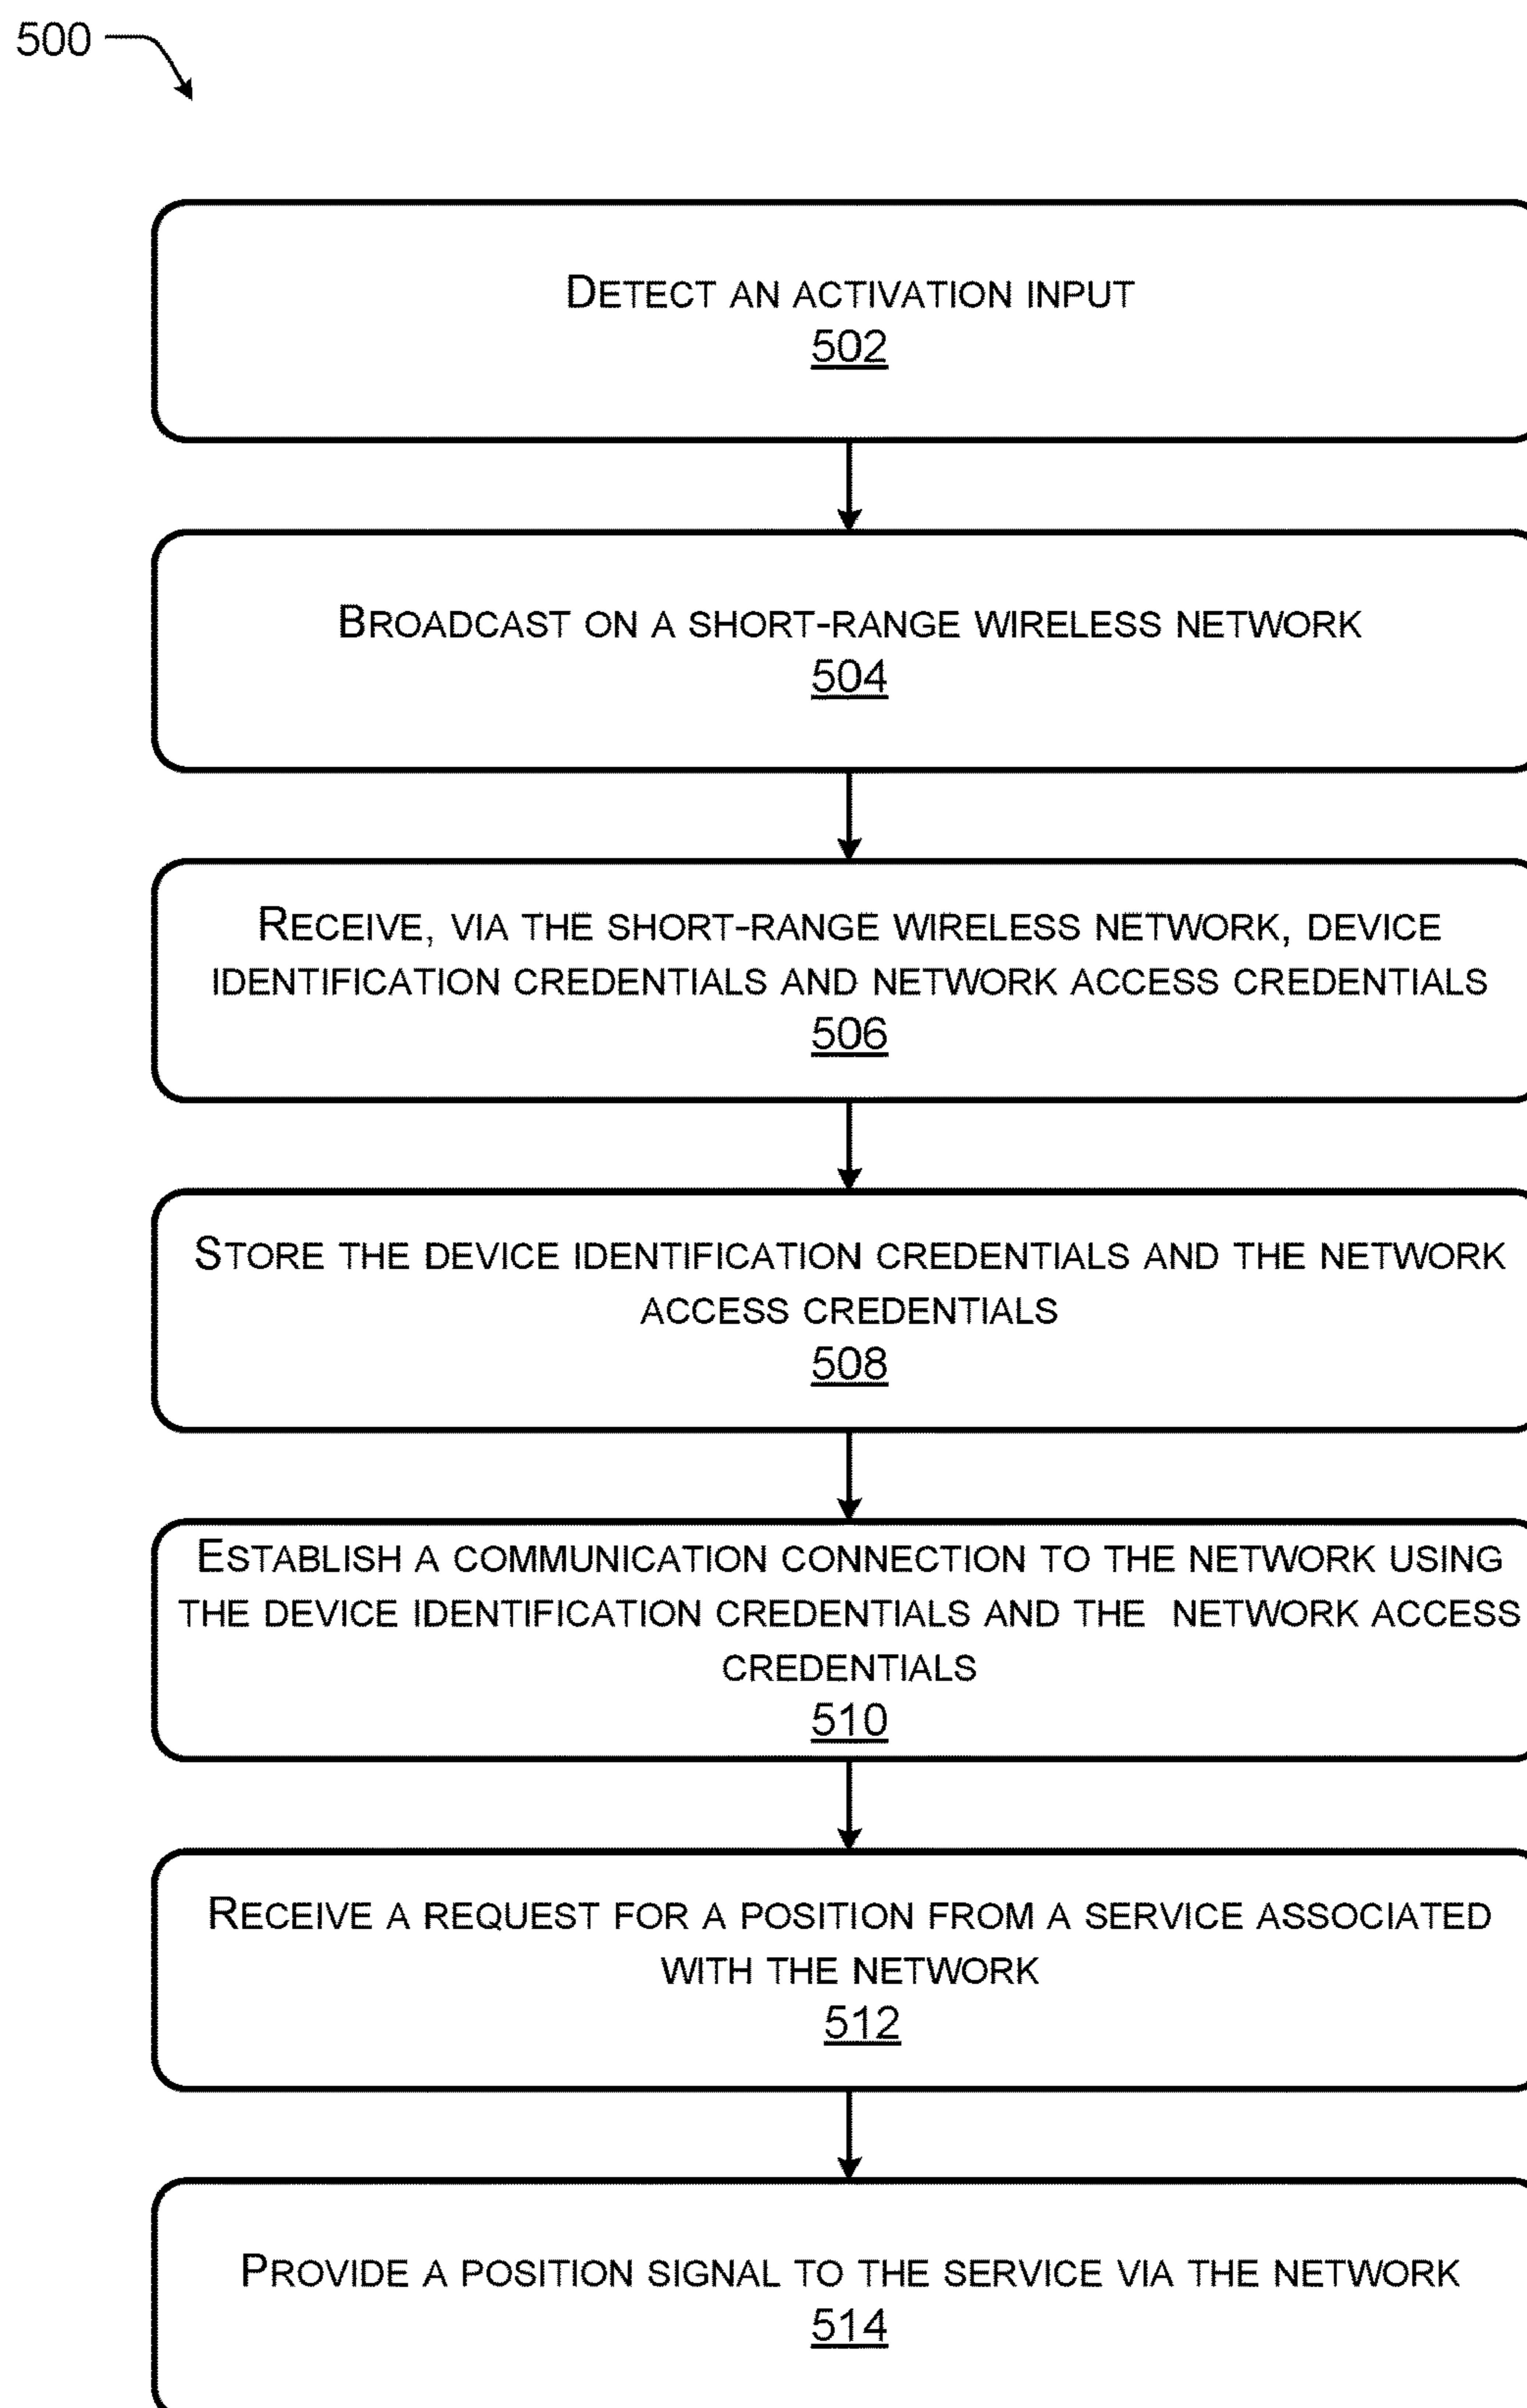 500
DETECT AN ACTIVATION INPUT
502
BROADCAST ON A SHORT-RANGE WIRELESS NETWORK
504
RECEIVE, VIA THE SHORT-RANGE WIRELESS NETWORK, DEVICE
IDENTIFICATION CREDENTIALS AND NETWORK ACCESS CREDENTIALS
506
STORE THE DEVICE IDENTIFICATION CREDENTIALS AND THE NETWORK
ACCESS CREDENTIALS
508
ESTABLISH A COMMUNICATION CONNECTION TO THE NETWORK USING
THE DEVICE IDENTIFICATION CREDENTIALS AND THE NETWORK ACCESS
CREDENTIALS
510
RECEIVE A REQUEST FOR A POSITION FROM A SERVICE ASSOCIATED
WITH THE NETWORK
512
PROVIDE A POSITION SIGNAL TO THE SERVICE VIA THE NETWORK
514